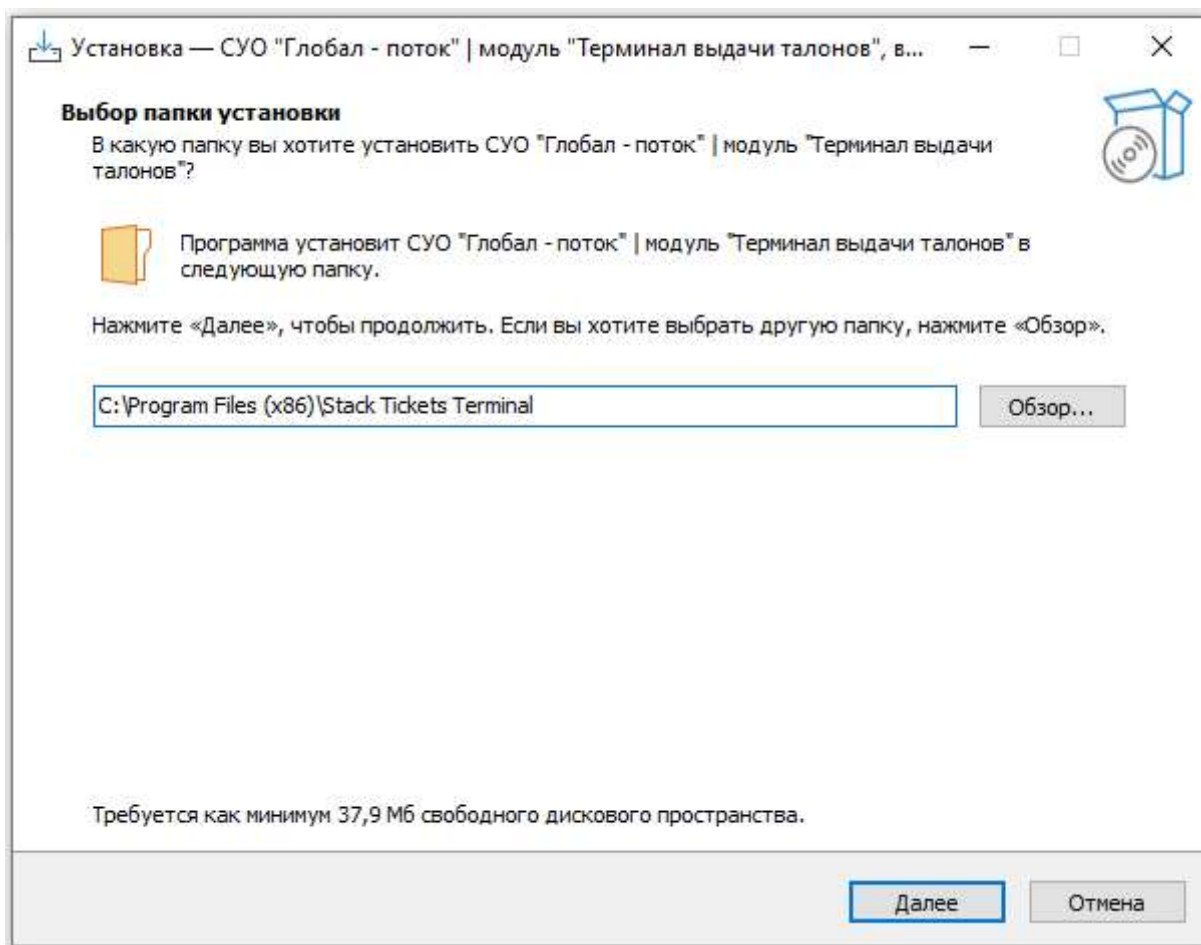 Установка — СУО "Глобал - поток" | модуль "Терминал выдачи талонов", в...
Выбор папки установки
В какую папку вы хотите установить СУО "Глобал - поток" | модуль "Терминал выдачи
талонов"?
Программа установит СУО "Глобал - поток" | модуль "Терминал выдачи талонов" в
следующую папку.
Нажмите «Далее», чтобы продолжить. Если вы хотите выбрать другую папку, нажмите «Обзор».
C:\Program Files (x86)\Stack Tickets Terminal
Обзор...
Требуется как минимум 37,9 Мб свободного дискового пространства.
Далее
Отмена